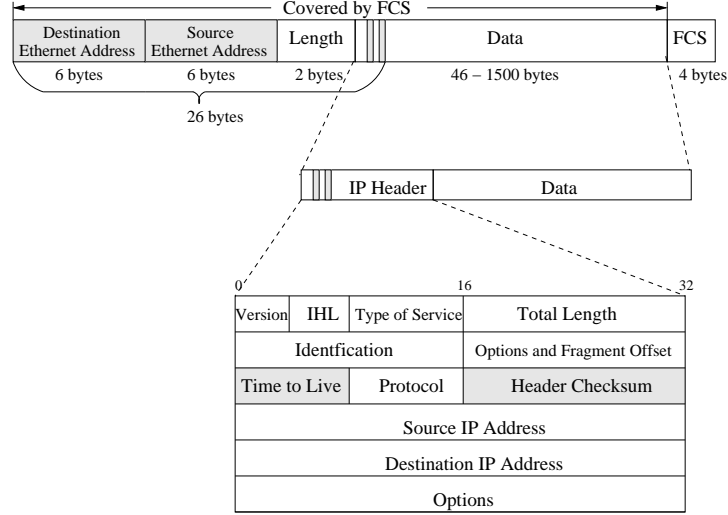 Covered by FCS
Destination Ethernet Address
Source Ethernet Address
Length
Data
FCS
6 bytes
6 bytes
2 bytes
46 – 1500 bytes
4 bytes
26 bytes
IP Header
Data
0
16
32
Version
IHL
Type of Service
Total Length
Identfication
Options and Fragment Offset
Time to Live
Protocol
Header Checksum
Source IP Address
Destination IP Address
Options